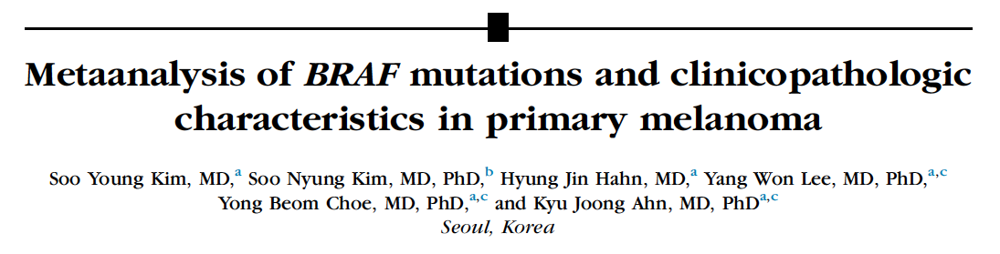 Metaanalysis of BRAF mutations and clinicopathologic
characteristics in primary melanoma
Soo Young Kim, MD,a Soo Nyung Kim, MD, PhD,b Hyung Jin Hahn, MD,a Yang Won Lee, MD, PhD,a,c
Yong Beom Choe, MD, PhD,a,c and Kyu Joong Ahn, MD, PhDa,c
Seoul, Korea